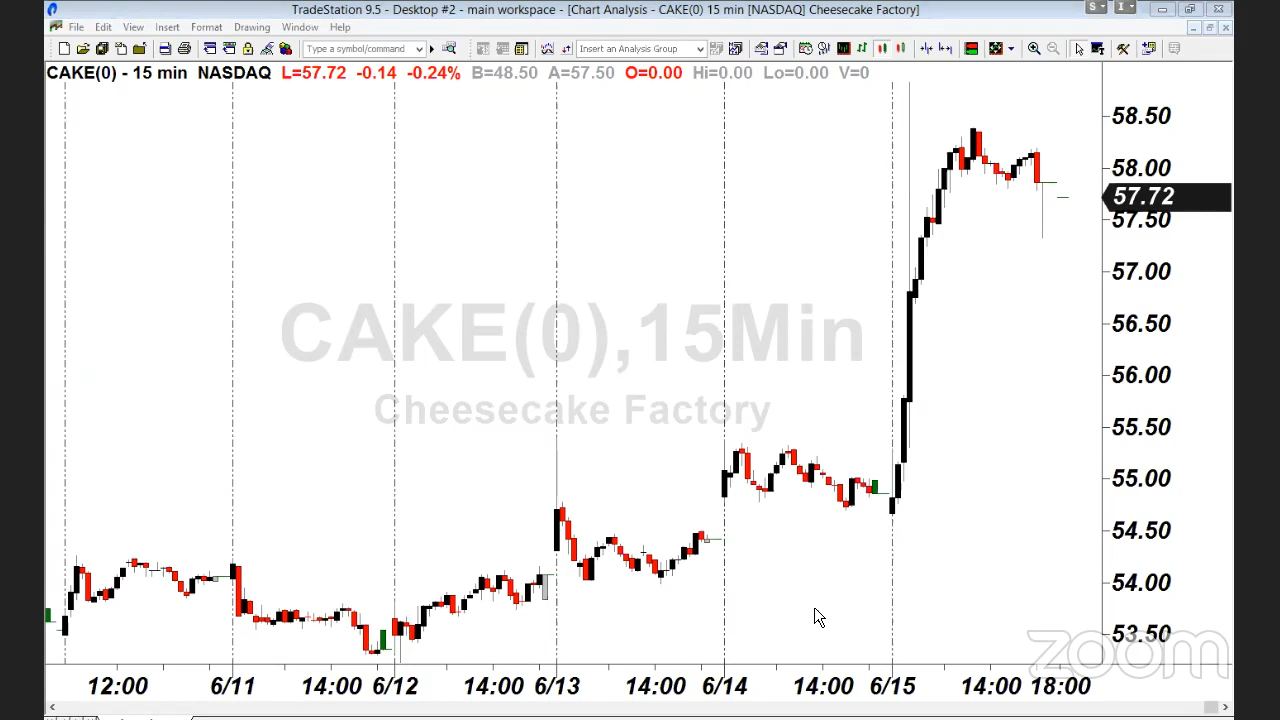 TradeStation 9.5 - Desktop #2 - main workspace - [Chart Analysis - CAKE(0) 15 min [NASDAQ] Cheesecake Factory]
S
I
File Edit View Insert Format Drawing Window Help
Type a symbol/command
Insert an Analysis Group
CAKE(0) - 15 min NASDAQ L=57.72 -0.14 -0.24% B=48.50 A=57.50 O=0.00 Hi=0.00 Lo=0.00 V=0
58.50
58.00
57.72
57.50
57.00
CAKE(0),15Min
56.50
56.00
Cheesecake Factory
55.50
55.00
54.50
54.00
53.50
zoom
12:00 6/11 14:00 6/12 14:00 6/13 14:00 6/14 14:00 6/15 14:00 18:00